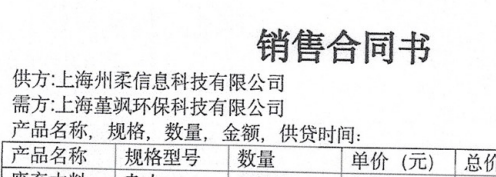 销售合同书
供方:上海州柔信息科技有限公司
需方:上海堇飒环保科技有限公司
产品名称, 规格, 数量, 金额, 供贷时间:
产品名称 规格型号 数量 单价（元） 总价